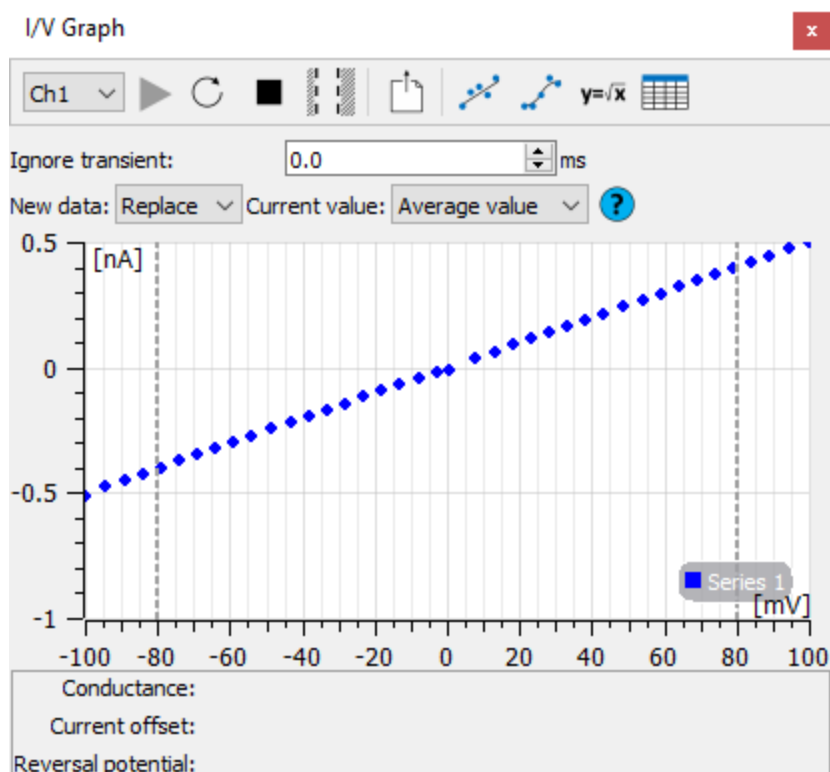 I/V Graph
x
Ch1
y=√x
Ignore transient:
0.0
ms
New data: Replace Current value: Average value ?
0.5
[nA]
0
-0.5
Series 1
[mV]
-1
-100 -80 -60 -40 -20 0 20 40 60 80 100
Conductance:
Current offset:
Reversal potential: